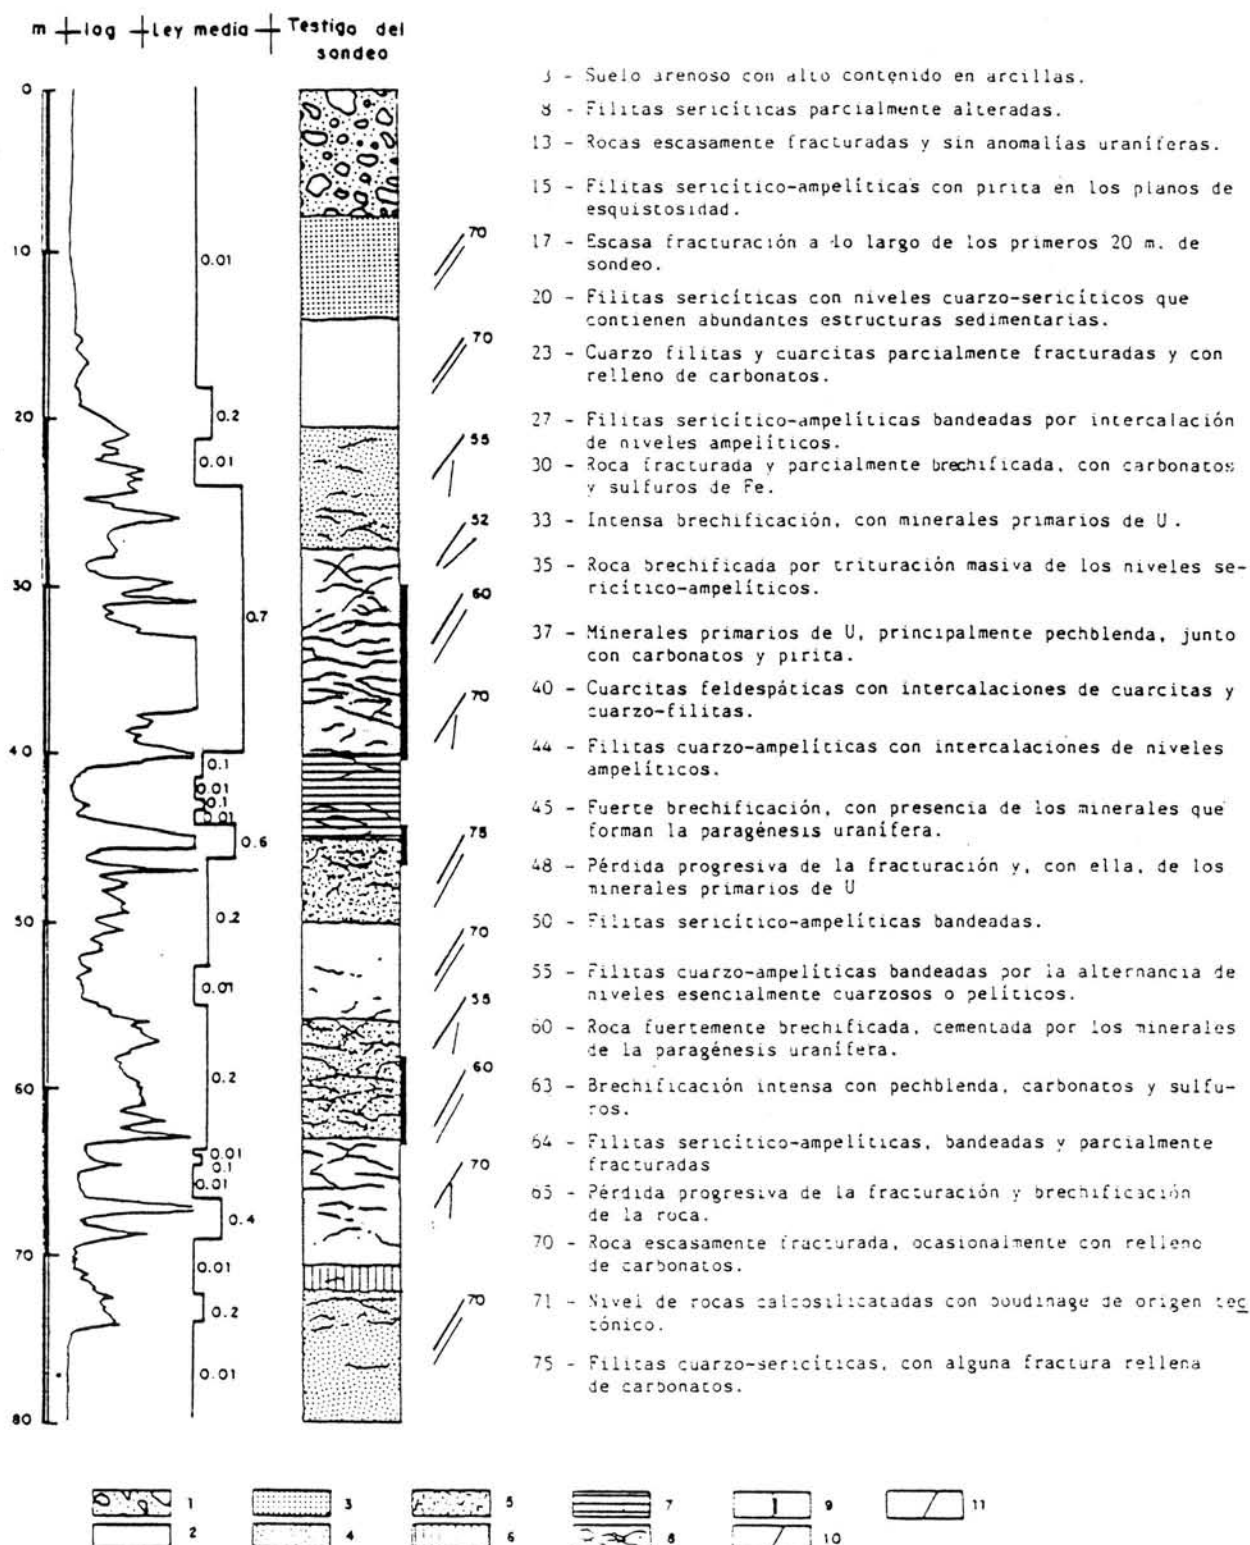 m log Ley media Testigo del
sondeo
0
10
20
30
40
50
60
70
80
0.01
0.2
0.01
0.7
0.1
0.01
0.1
0.01
0.6
0.2
0.01
0.2
0.01
0.1
0.01
0.4
0.01
0.2
0.01
70
70
55
52
60
70
75
70
55
60
70
70
3 - Suelo arenoso con alto contenido en arcillas.
8 - Filitas sericíticas parcialmente alteradas.
13 - Rocas escasamente fracturadas y sin anomalías uraníferas.
15 - Filitas sericítico-ampelíticas con pirita en los planos de
esquistosidad.
17 - Escasa fracturación a lo largo de los primeros 20 m. de
sondeo.
20 - Filitas sericíticas con niveles cuarzo-sericíticos que
contienen abundantes estructuras sedimentarias.
23 - Cuarzo filitas y cuarcitas parcialmente fracturadas y con
relleno de carbonatos.
27 - Filitas sericítico-ampelíticas bandeadas por intercalación
de niveles ampelíticos.
30 - Roca fracturada y parcialmente brechificada, con carbonatos
y sulfuros de Fe.
33 - Intensa brechificación, con minerales primarios de U.
35 - Roca brechificada por trituración masiva de los niveles se-
ricítico-ampelíticos.
37 - Minerales primarios de U, principalmente pechblenda, junto
con carbonatos y pirita.
40 - Cuarcitas feldespáticas con intercalaciones de cuarcitas y
cuarzo-filitas.
44 - Filitas cuarzo-ampelíticas con intercalaciones de niveles
ampelíticos.
45 - Fuerte brechificación, con presencia de los minerales que
forman la paragénesis uranífera.
48 - Pérdida progresiva de la fracturación y, con ella, de los
minerales primarios de U
50 - Filitas sericítico-ampelíticas bandeadas.
55 - Filitas cuarzo-ampelíticas bandeadas por la alternancia de
niveles esencialmente cuarzosos o pelíticos.
60 - Roca fuertemente brechificada, cementada por los minerales
de la paragénesis uranífera.
63 - Brechificación intensa con pechblenda, carbonatos y sulfu-
ros.
64 - Filitas sericítico-ampelíticas, bandeadas y parcialmente
fracturadas
65 - Pérdida progresiva de la fracturación y brechificación
de la roca.
70 - Roca escasamente fracturada, ocasionalmente con relleno
de carbonatos.
71 - Nivel de rocas calcosilicatadas con boudinage de origen tec
tónico.
75 - Filitas cuarzo-sericíticas, con alguna fractura rellena
de carbonatos.
1 3 5 7 9 11
2 4 6 8 10